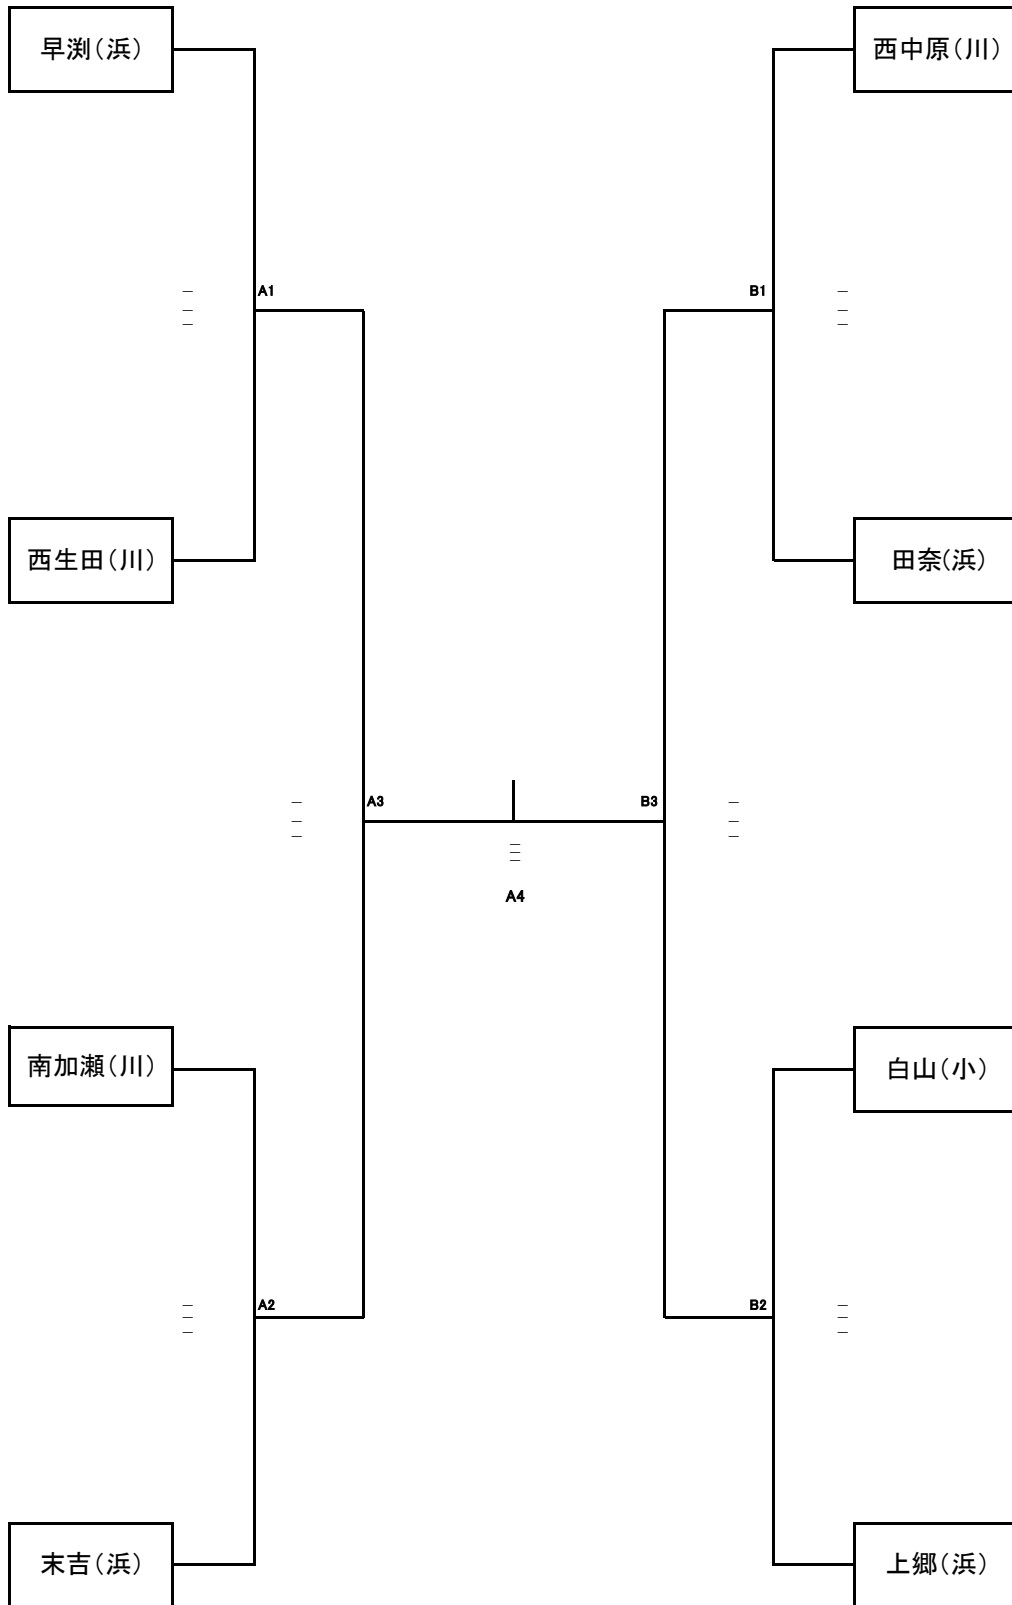 早渕（浜）
西中原（川）
A1
B1
西生田（川）
田奈(浜）
A3
B3
A4
南加瀬（川）
白山（小）
A2
B2
末吉（浜）
上郷（浜）